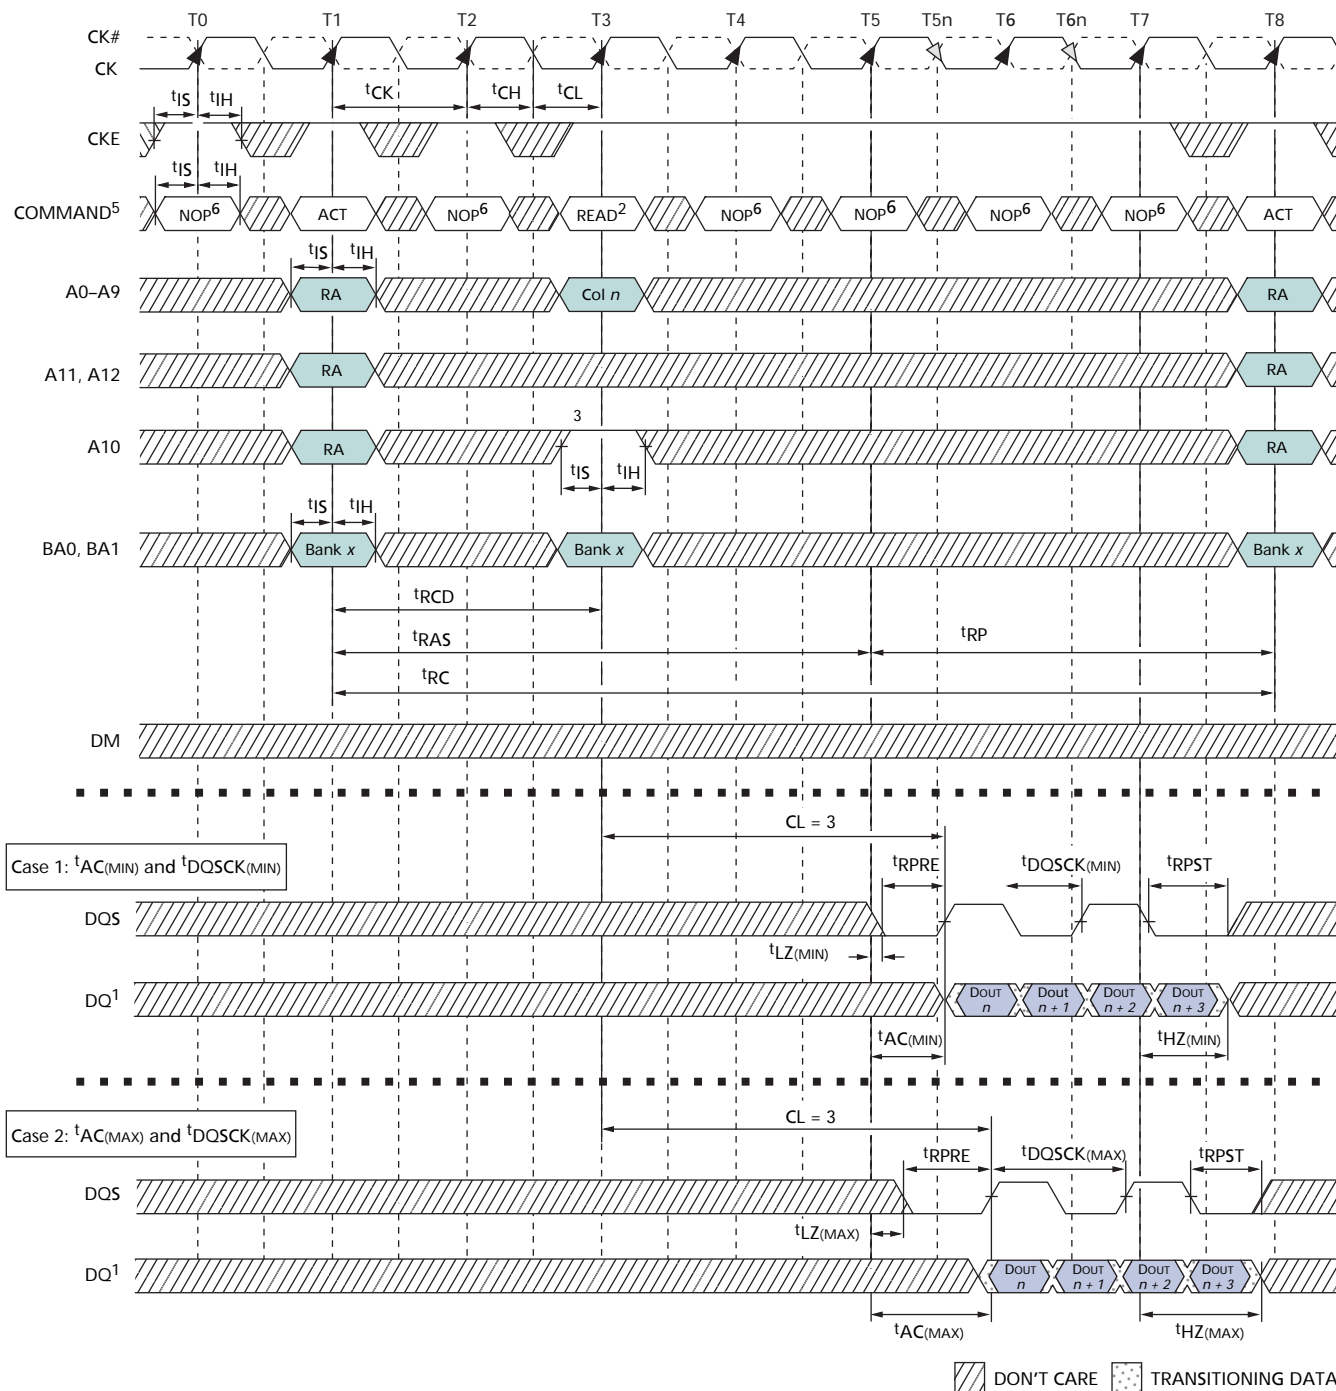 T0 T1 T2 T3 T4 T5 T5n T6 T6n T7 T8
CK#
CK
tIS tIH tCK tCH tCL
CKE
tIS tIH
COMMAND5 NOP6 ACT NOP6 READ2 NOP6 NOP6 NOP6 NOP6 ACT
tIS tIH
A0–A9 RA Col n RA
A11, A12 RA RA
3
A10 RA RA
tIS tIH
tIS tIH
BA0, BA1 Bank x Bank x Bank x
tRCD
tRAS tRP
tRC
DM
CL = 3
Case 1: tAC(MIN) and tDQSCK(MIN)
tRPRE tDQSCK(MIN) tRPST
DQS
tLZ(MIN)
DQ1 DOUT n Dout n + 1 DOUT n + 2 DOUT n + 3
tAC(MIN) tHZ(MIN)
CL = 3
Case 2: tAC(MAX) and tDQSCK(MAX)
tRPRE tDQSCK(MAX) tRPST
DQS
tLZ(MAX)
DQ1 DOUT n DOUT n + 1 DOUT n + 2 DOUT n + 3
tAC(MAX) tHZ(MAX)
DON'T CARE TRANSITIONING DATA